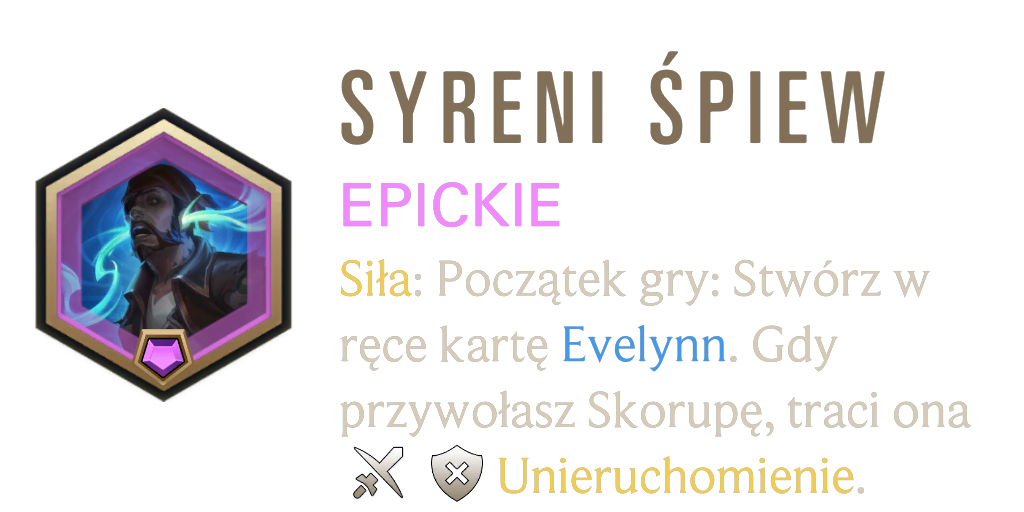 SYRENI ŚPIEW
EPICKIE
Siła: Początek gry: Stwórz w
ręce kartę Evelynn. Gdy
przywołasz Skorupę, traci ona
Unieruchomienie.